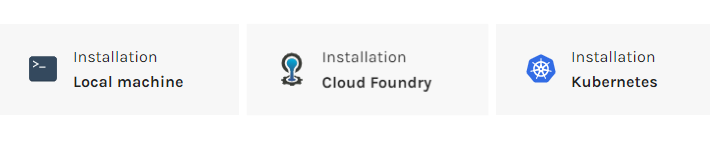 Installation
Local machine
Installation
Cloud Foundry
Installation
Kubernetes